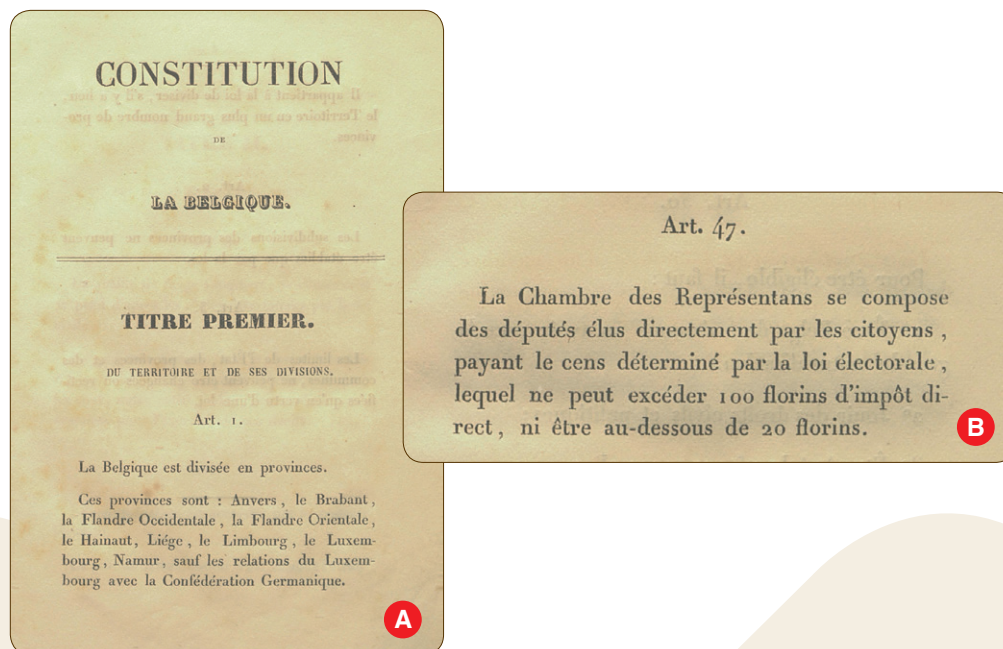 CONSTITUTION
DE
LA BELGIQUE.
TITRE PREMIER.
DU TERRITOIRE ET DE SES DIVISIONS.
Art. 1.
La Belgique est divisée en provinces.
Ces provinces sont : Anvers, le Brabant,
la Flandre Occidentale, la Flandre Orientale,
le Hainaut, Liége, le Limbourg, le Luxem-
bourg, Namur, sauf les relations du Luxem-
bourg avec la Confédération Germanique.
A
Art. 47.
La Chambre des Représentans se compose
des députés élus directement par les citoyens,
payant le cens déterminé par la loi électorale,
lequel ne peut excéder 100 florins d'impôt di-
rect, ni être au-dessous de 20 florins.
B